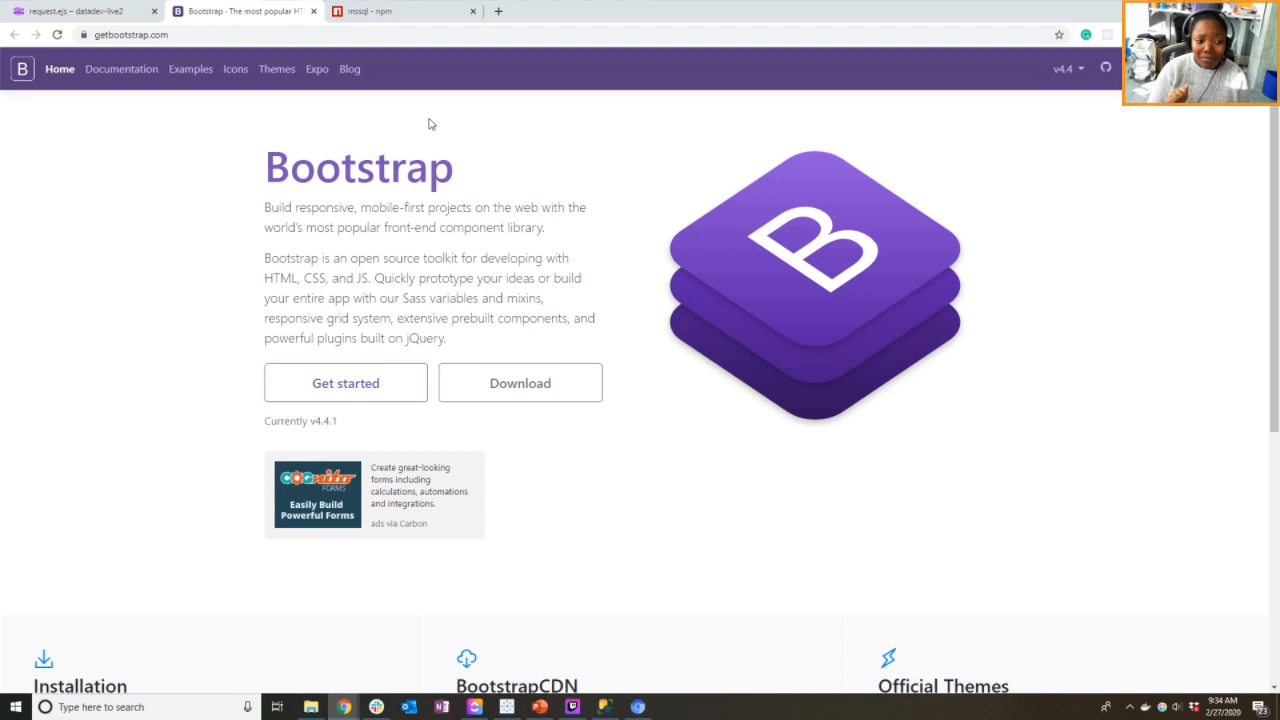 request.ejs – datadev-live2
Bootstrap · The most popular HT
mssql - npm
getbootstrap.com
B Home Documentation Examples Icons Themes Expo Blog v4.4
Bootstrap
Build responsive, mobile-first projects on the web with the
world's most popular front-end component library.
Bootstrap is an open source toolkit for developing with
HTML, CSS, and JS. Quickly prototype your ideas or build
your entire app with our Sass variables and mixins,
responsive grid system, extensive prebuilt components, and
powerful plugins built on jQuery.
Get started
Download
Currently v4.4.1
COGnito
FORMS
Easily Build
Powerful Forms
Create great-looking
forms including
calculations, automations
and integrations.
ads via Carbon
B
Installation
BootstrapCDN
Official Themes
Type here to search
9:34 AM
2/27/2020
23